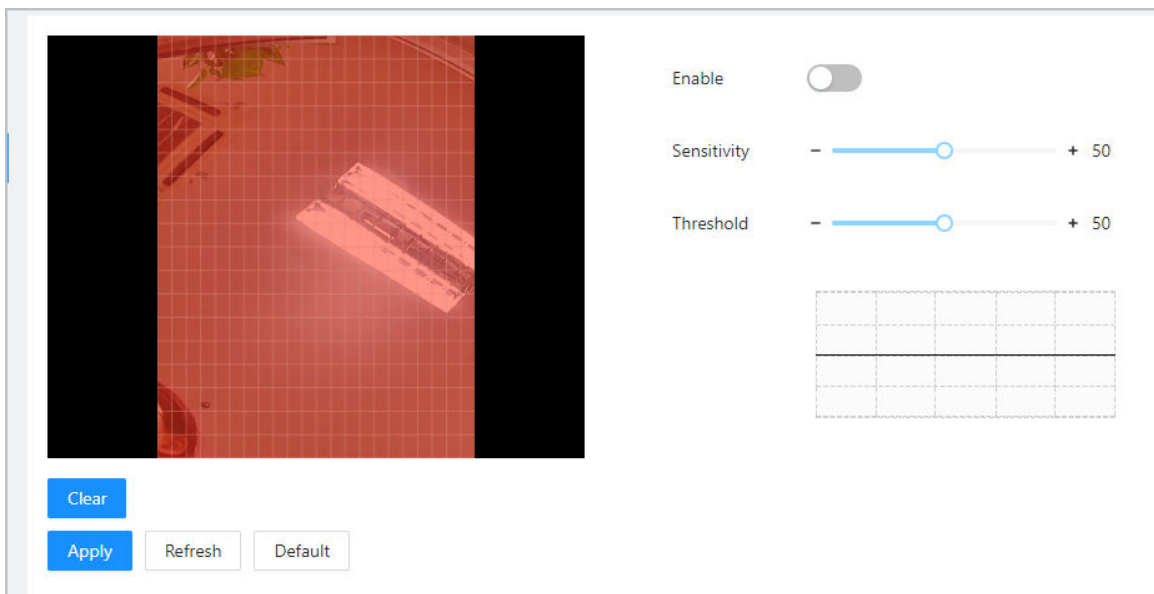 Enable
Sensitivity - + 50
Threshold - + 50
Clear
Apply Refresh Default